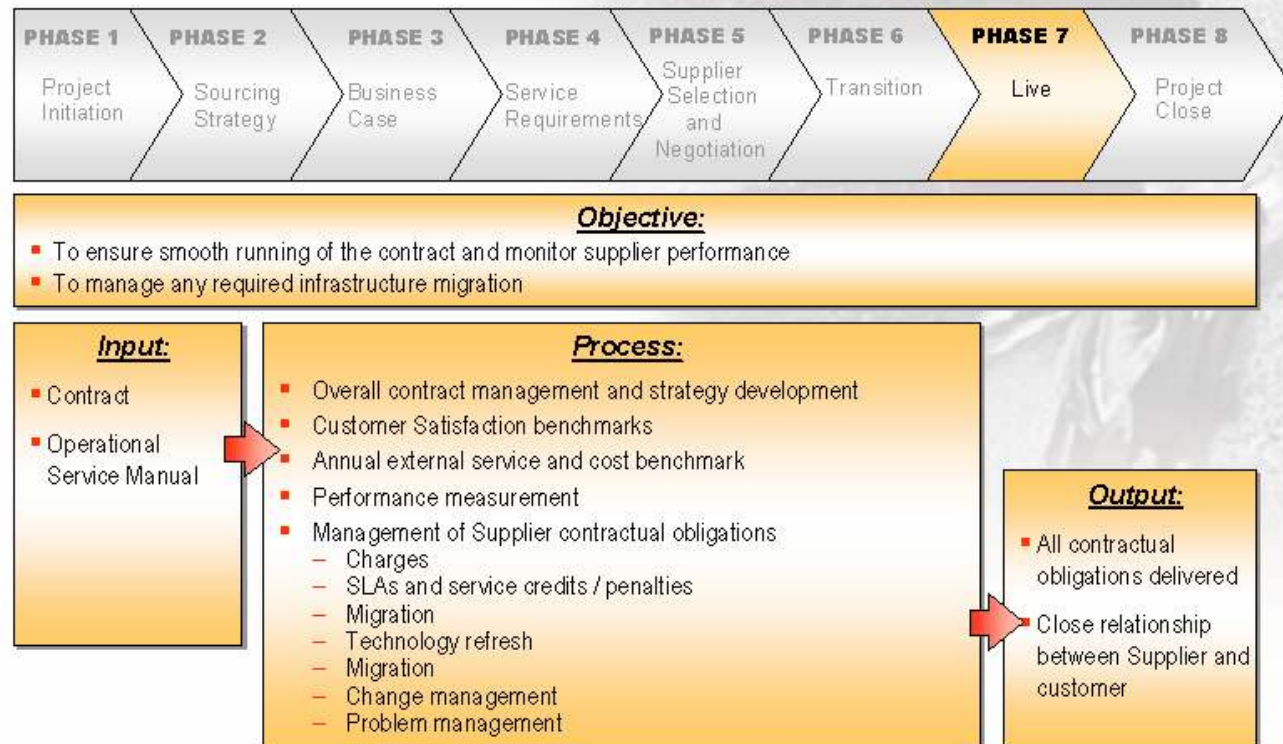 PHASE 1
Project
Initiation
PHASE 2
Sourcing
Strategy
PHASE 3
Business
Case
PHASE 4
Service
Requirements
PHASE 5
Supplier
Selection
and
Negotiation
PHASE 6
Transition
PHASE 7
Live
PHASE 8
Project
Close
Objective:
▪ To ensure smooth running of the contract and monitor supplier performance
▪ To manage any required infrastructure migration
Input:
▪ Contract
▪ Operational
Service Manual
Process:
▪ Overall contract management and strategy development
▪ Customer Satisfaction benchmarks
▪ Annual external service and cost benchmark
▪ Performance measurement
▪ Management of Supplier contractual obligations
– Charges
– SLAs and service credits / penalties
– Migration
– Technology refresh
– Migration
– Change management
– Problem management
Output:
▪ All contractual
obligations delivered
▪ Close relationship
between Supplier and
customer